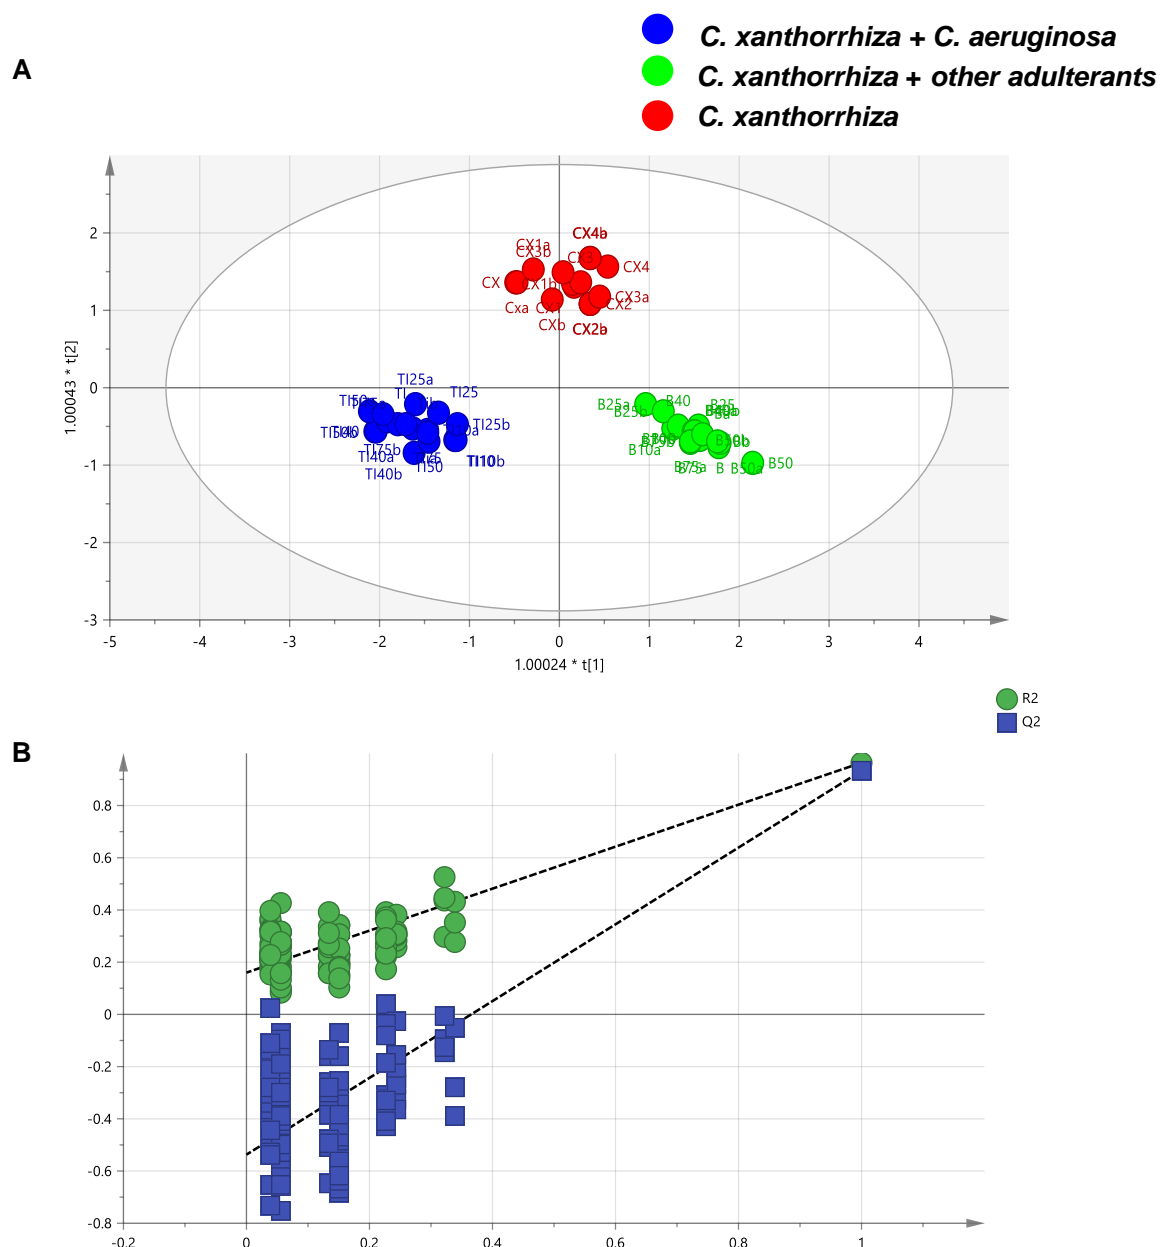 C. xanthorrhiza + C. aeruginosa
A
C. xanthorrhiza + other adulterants
C. xanthorrhiza
CX4b
CX1a
CX3b
CX3
CX
CX1b
CX4
CX3a
Cxa
CX1
CX2
CXb
CX2b
TI25a
TI25
TI25b
TI75b
TI40a
TI50
TI10
TI40b
B25a
B40
B25
B25b
B10a
B75a
B
B50a
B50
2
1
0
-1
-2
-3
-5
-4
-3
-2
-1
0
1
2
3
4
1.00043 * t[2]
1.00024 * t[1]
R2
Q2
B
0.8
0.6
0.4
0.2
0
-0.2
-0.4
-0.6
-0.8
-0.2
0
0.2
0.4
0.6
0.8
1